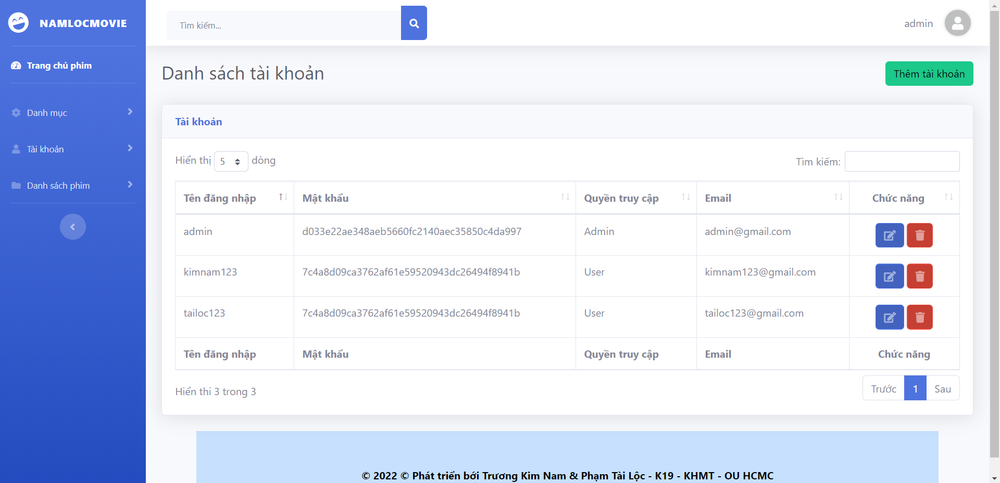 NAMLOCMOVIE
Tìm kiếm...
admin
Trang chủ phim
Danh mục
Tài khoản
Danh sách phim
Danh sách tài khoản
Thêm tài khoản
Tài khoản
Hiển thị 5 dòng
Tìm kiếm:
Tên đăng nhập Mật khẩu Quyền truy cập Email Chức năng
admin d033e22ae348aeb5660fc2140aec35850c4da997 Admin admin@gmail.com
kimnam123 7c4a8d09ca3762af61e59520943dc26494f8941b User kimnam123@gmail.com
tailoc123 7c4a8d09ca3762af61e59520943dc26494f8941b User tailoc123@gmail.com
Tên đăng nhập Mật khẩu Quyền truy cập Email Chức năng
Hiển thi 3 trong 3
Trước 1 Sau
© 2022 © Phát triển bới Trương Kim Nam & Phạm Tài Lộc - K19 - KHMT - OU HCMC